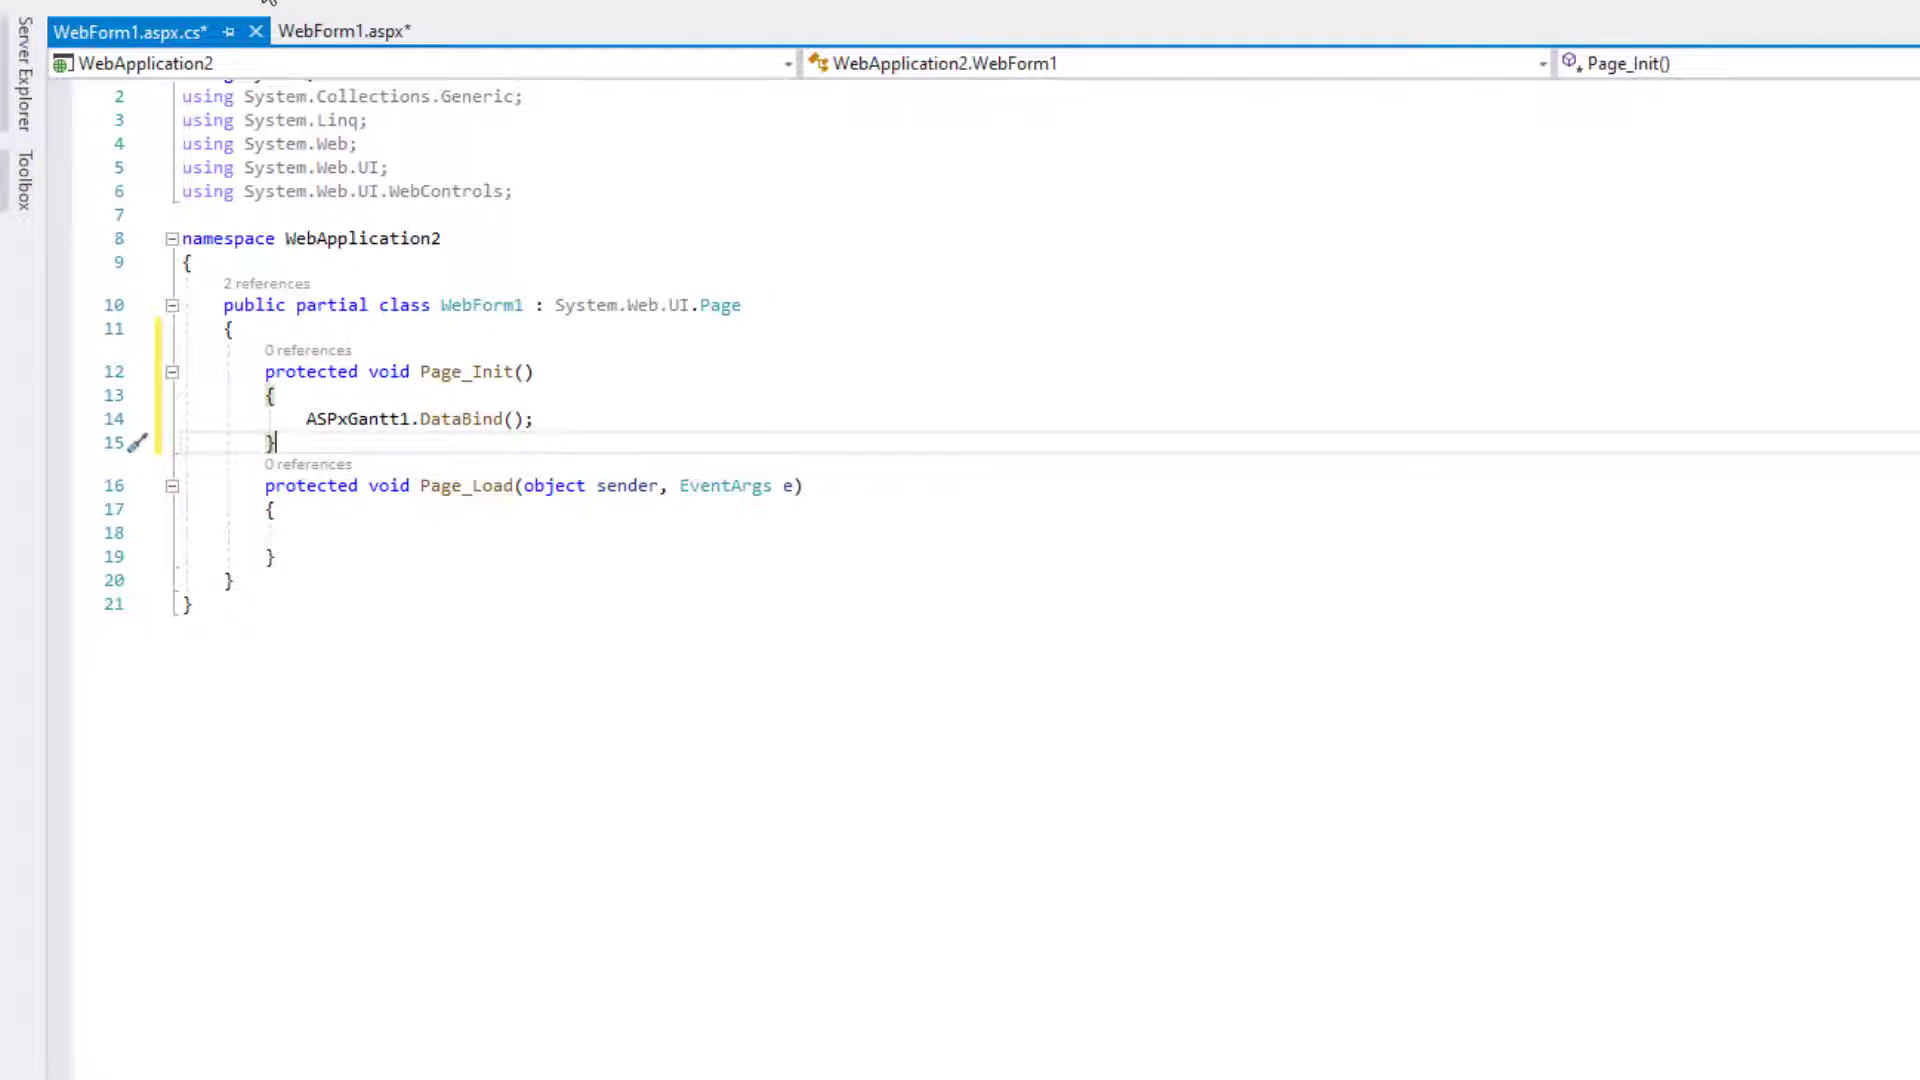 Server Explorer
Toolbox
WebForm1.aspx.cs*
WebForm1.aspx*
WebApplication2
WebApplication2.WebForm1
Page_Init()
2 using System.Collections.Generic;
3 using System.Linq;
4 using System.Web;
5 using System.Web.UI;
6 using System.Web.UI.WebControls;
7
8 namespace WebApplication2
9 {
2 references
10 public partial class WebForm1 : System.Web.UI.Page
11 {
0 references
12 protected void Page_Init()
13 {
14 ASPxGantt1.DataBind();
15 }
0 references
16 protected void Page_Load(object sender, EventArgs e)
17 {
18
19 }
20 }
21 }